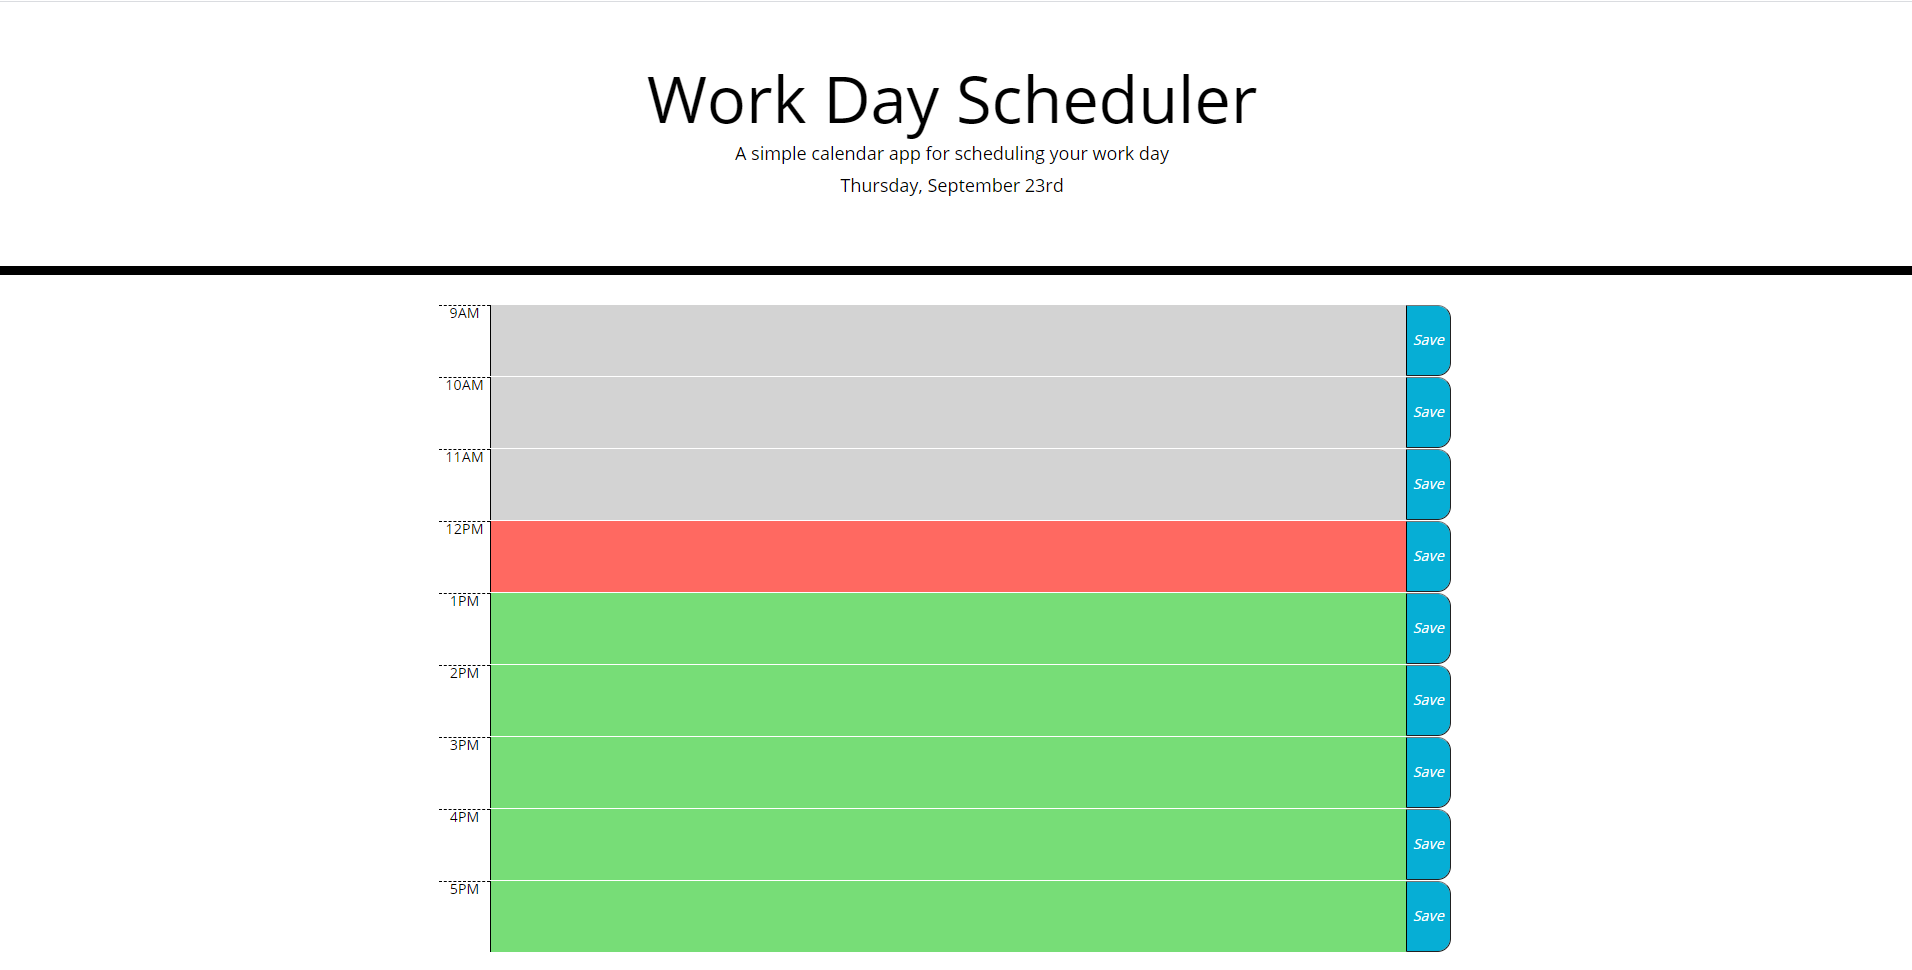 Work Day Scheduler
A simple calendar app for scheduling your work day
Thursday, September 23rd
9AM
Save
10AM
Save
11AM
Save
12PM
Save
1PM
Save
2PM
Save
3PM
Save
4PM
Save
5PM
Save